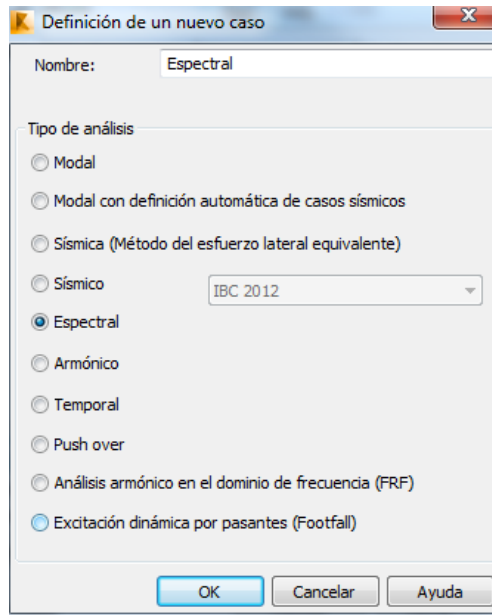 Definición de un nuevo caso
Nombre: Espectral
Tipo de análisis
Modal
Modal con definición automática de casos sísmicos
Sísmica (Método del esfuerzo lateral equivalente)
Sísmico IBC 2012
Espectral
Armónico
Temporal
Push over
Análisis armónico en el dominio de frecuencia (FRF)
Excitación dinámica por pasantes (Footfall)
OK Cancelar Ayuda